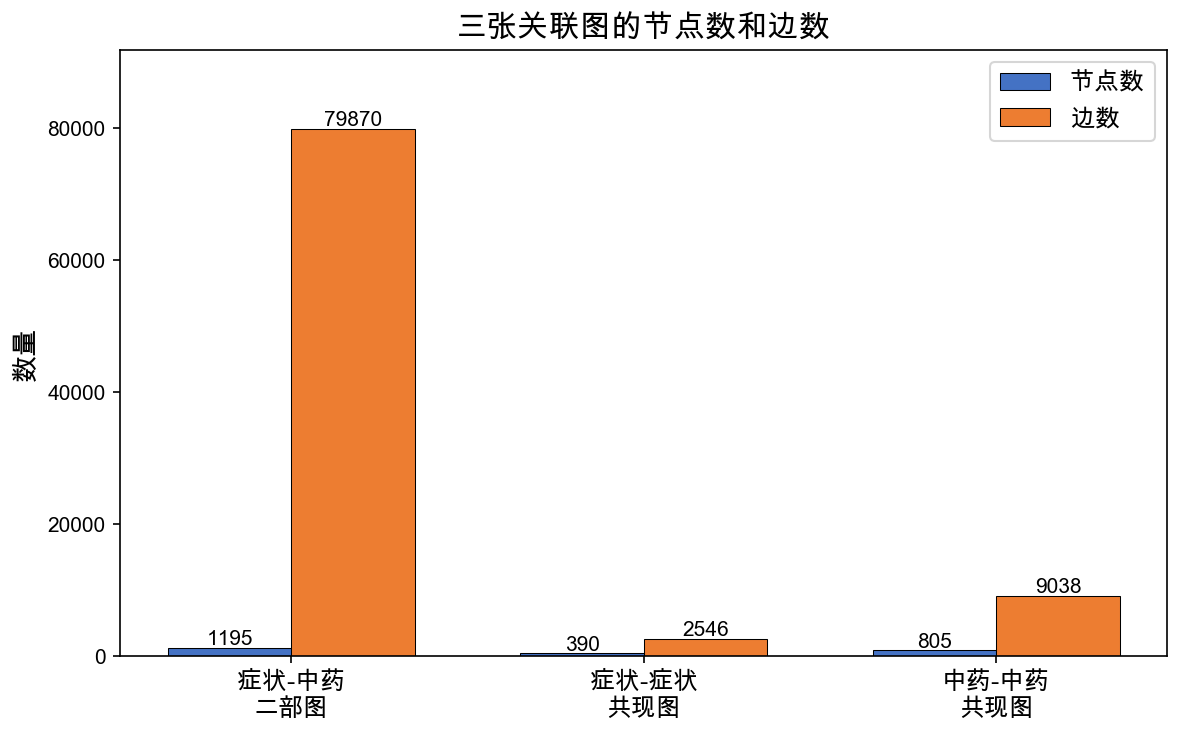 三张关联图的节点数和边数
节点数
边数
数量
80000
60000
40000
20000
0
1195
79870
390
2546
805
9038
症状-中药
二部图
症状-症状
共现图
中药-中药
共现图